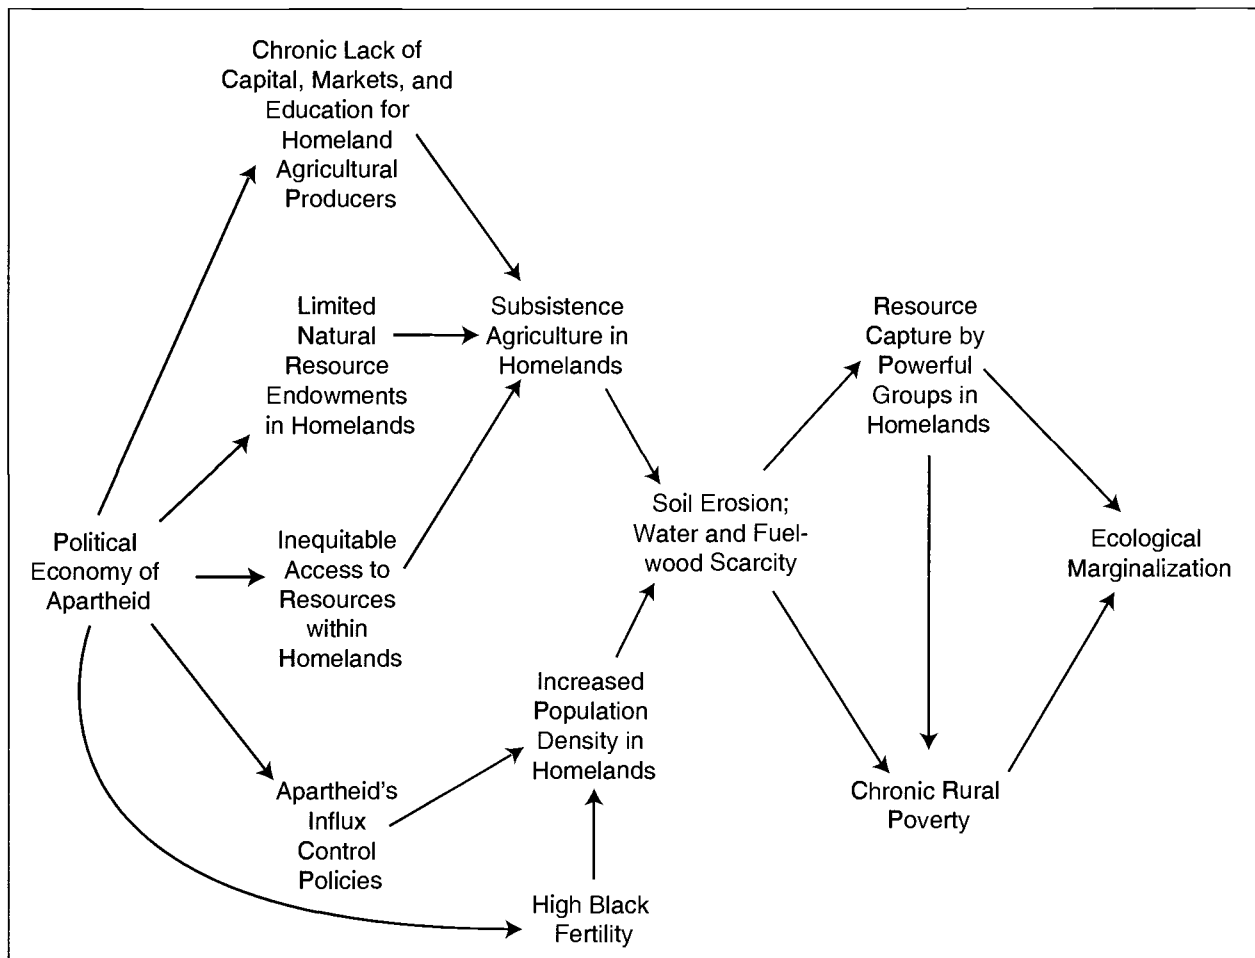 Chronic Lack of
Capital, Markets, and
Education for
Homeland
Agricultural
Producers
Limited
Natural
Resource
Endowments
in Homelands
Subsistence
Agriculture in
Homelands
Resource
Capture by
Powerful
Groups in
Homelands
Political
Economy of
Apartheid
Inequitable
Access to
Resources
within
Homelands
Soil Erosion;
Water and Fuel-
wood Scarcity
Ecological
Marginalization
Increased
Population
Density in
Homelands
Apartheid's
Influx
Control
Policies
Chronic Rural
Poverty
High Black
Fertility